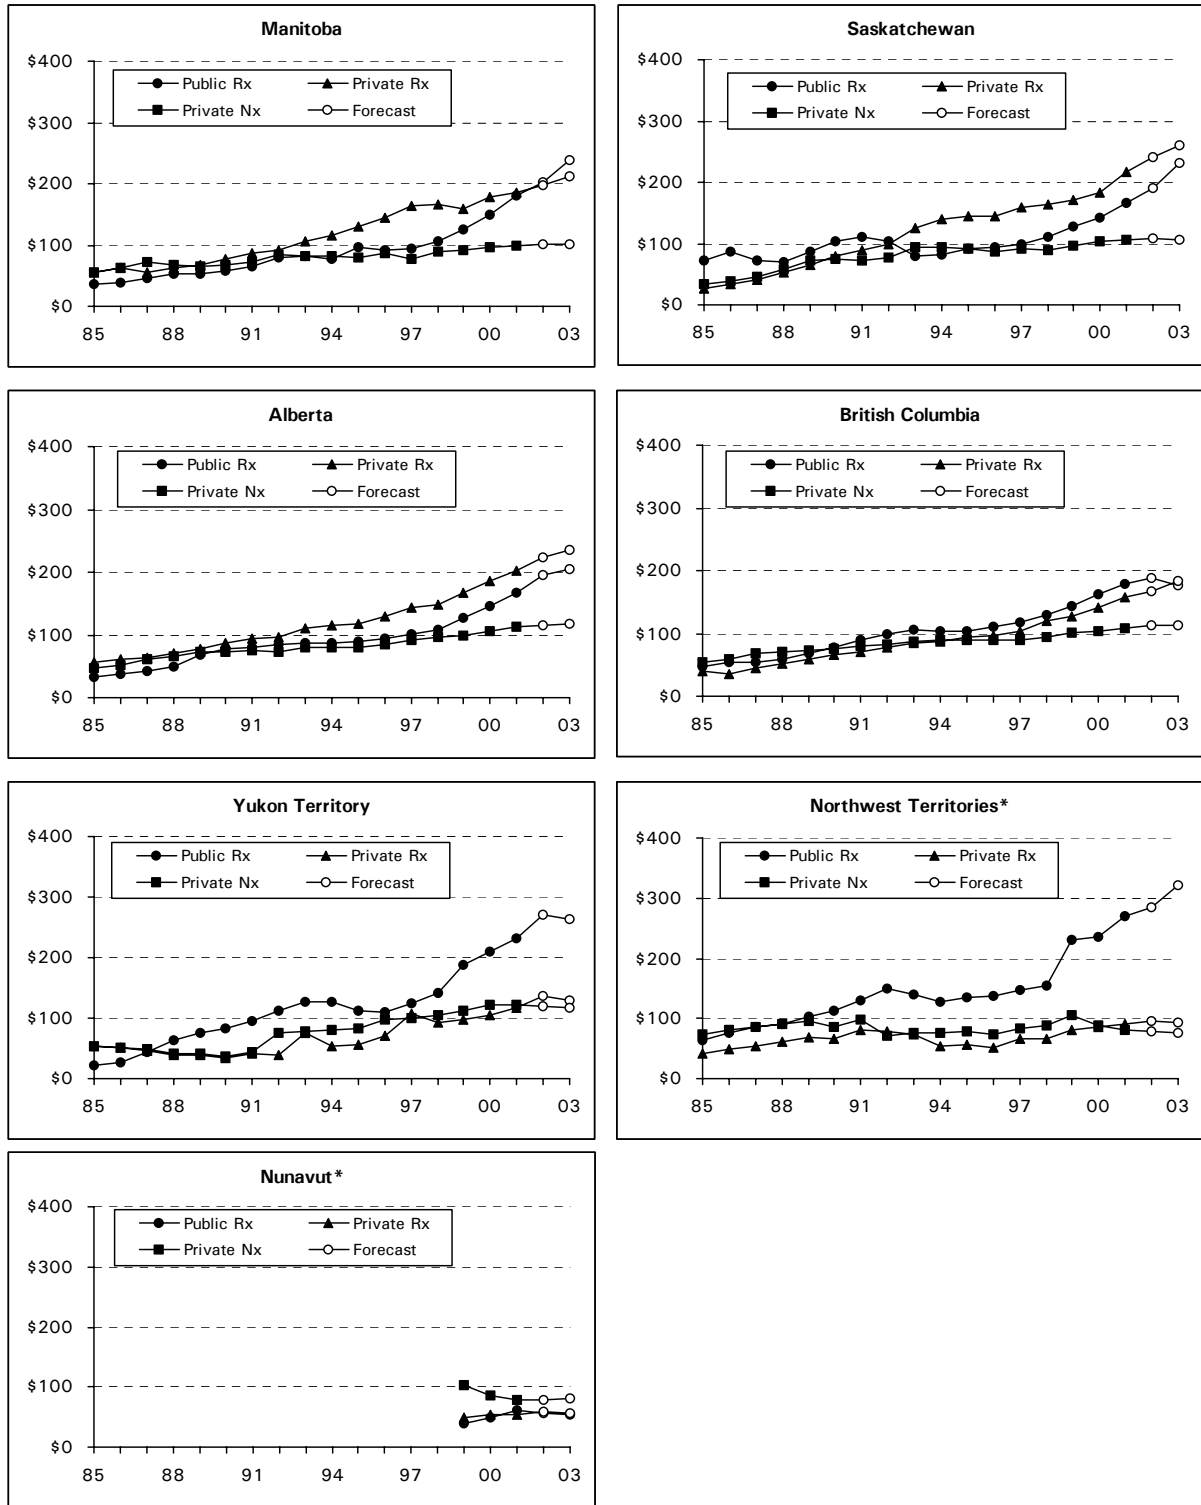 Manitoba
$400
$300
$200
$100
$0
Public Rx
Private Rx
Private Nx
Forecast
85 88 91 94 97 00 03
Saskatchewan
$400
$300
$200
$100
$0
Public Rx
Private Rx
Private Nx
Forecast
85 88 91 94 97 00 03
Alberta
$400
$300
$200
$100
$0
Public Rx
Private Rx
Private Nx
Forecast
85 88 91 94 97 00 03
British Columbia
$400
$300
$200
$100
$0
Public Rx
Private Rx
Private Nx
Forecast
85 88 91 94 97 00 03
Yukon Territory
$400
$300
$200
$100
$0
Public Rx
Private Rx
Private Nx
Forecast
85 88 91 94 97 00 03
Northwest Territories*
$400
$300
$200
$100
$0
Public Rx
Private Rx
Private Nx
Forecast
85 88 91 94 97 00 03
Nunavut*
$400
$300
$200
$100
$0
Public Rx
Private Rx
Private Nx
Forecast
85 88 91 94 97 00 03